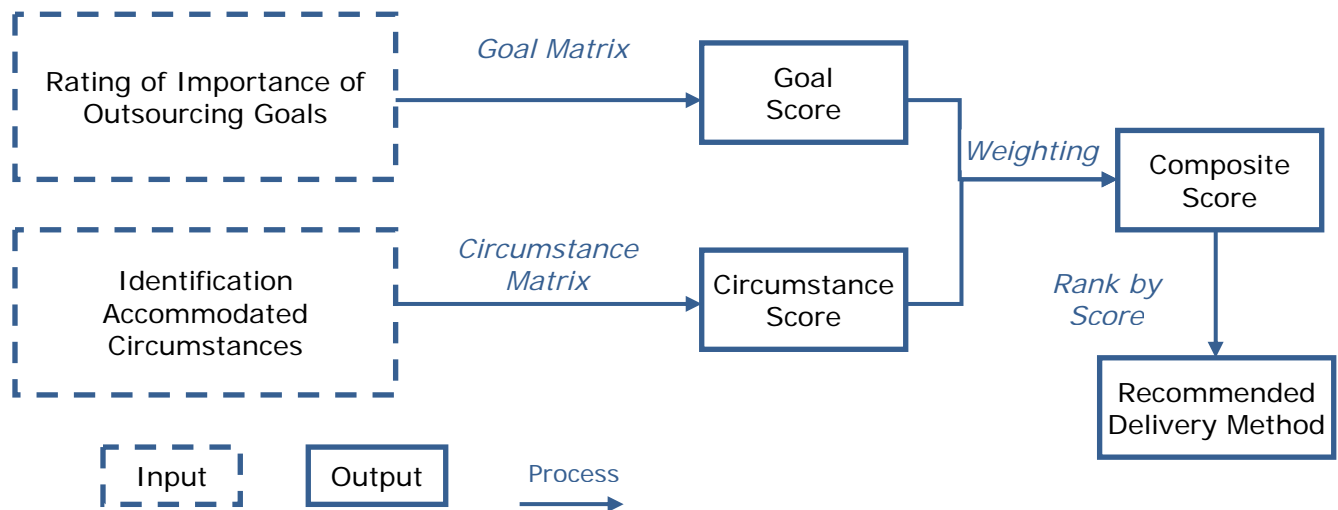 Rating of Importance of
Outsourcing Goals
Goal Matrix
Goal
Score
Weighting
Composite
Score
Identification
Accommodated
Circumstances
Circumstance
Matrix
Circumstance
Score
Rank by
Score
Recommended
Delivery Method
Input
Output
Process